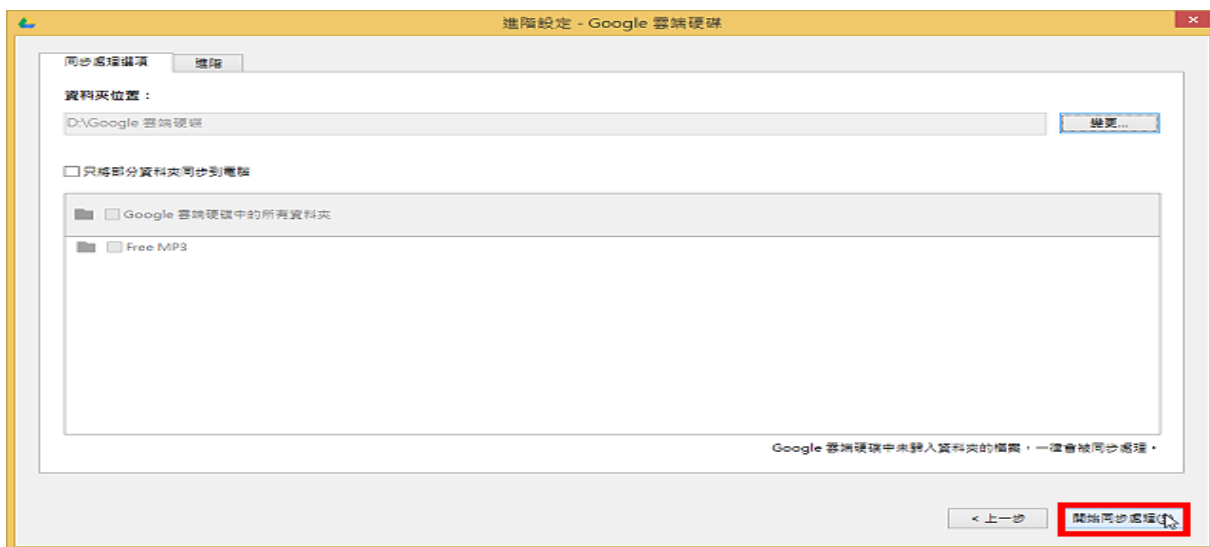 進階設定 - Google 雲端硬碟
同步處理選項
進階
資料夾位置：
D:\Google 雲端硬碟
變更...
只將部分資料夾同步到電腦
Google 雲端硬碟中的所有資料夾
Free MP3
Google 雲端硬碟中未歸入資料夾的檔案，一律會被同步處理。
< 上一步
開始同步處理